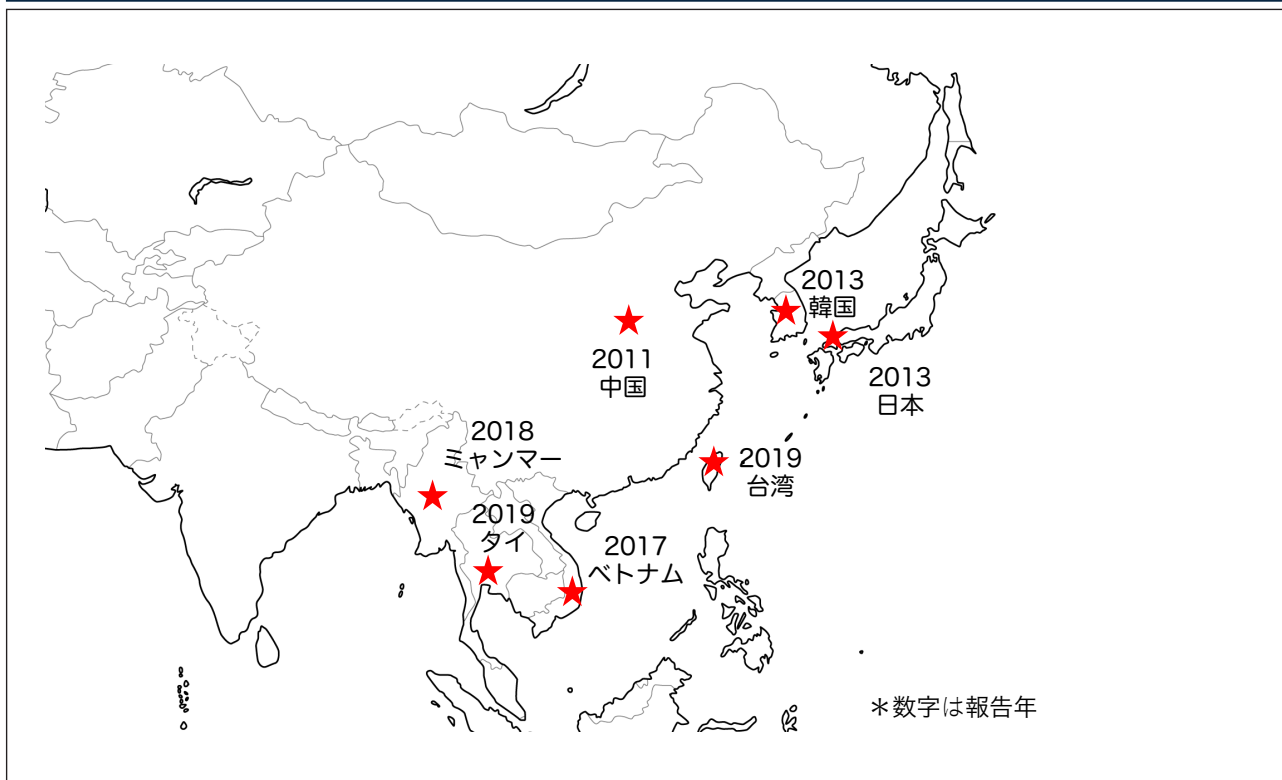 2013
韓国
2011
中国
2013
日本
2018
ミャンマー
2019
台湾
2019
タイ
2017
ベトナム
＊数字は報告年